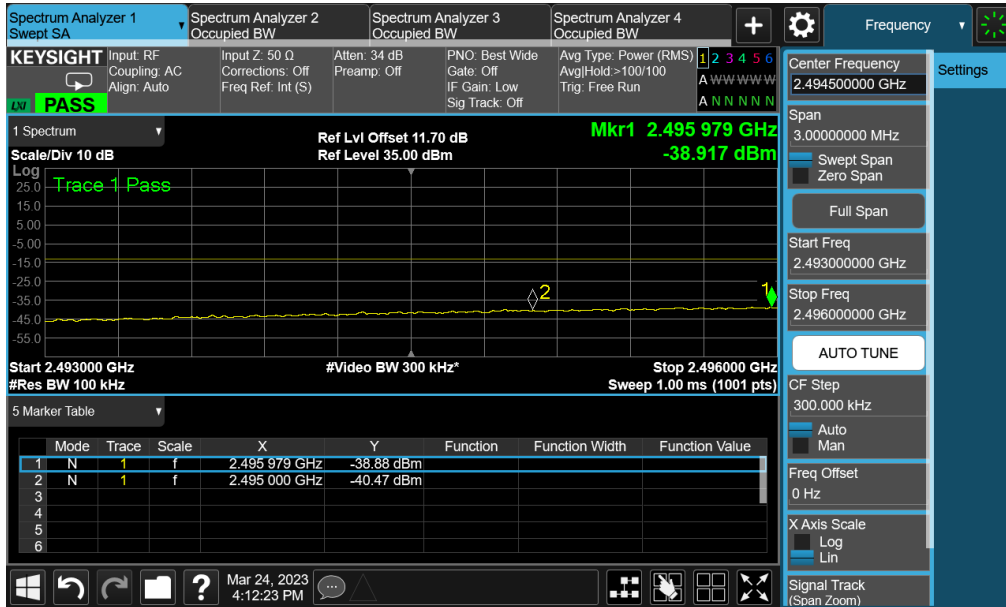 Spectrum Analyzer 1
Swept SA
Spectrum Analyzer 2
Occupied BW
Spectrum Analyzer 3
Occupied BW
Spectrum Analyzer 4
Occupied BW
+
Frequency
KEYSIGHT
LXI
PASS
Input: RF
Coupling: AC
Align: Auto
Input Z: 50 Ω
Corrections: Off
Freq Ref: Int (S)
Atten: 34 dB
Preamp: Off
PNO: Best Wide
Gate: Off
IF Gain: Low
Sig Track: Off
Avg Type: Power (RMS)
Avg|Hold:>100/100
Trig: Free Run
1 2 3 4 5 6
A W W W W W
A N N N N N
1 Spectrum
Scale/Div 10 dB
Ref Lvl Offset 11.70 dB
Ref Level 35.00 dBm
Mkr1 2.495 979 GHz
-38.917 dBm
Log
Trace 1 Pass
25.0
15.0
5.00
-5.00
-15.0
-25.0
-35.0
-45.0
-55.0
2
1
Start 2.493000 GHz
#Res BW 100 kHz
#Video BW 300 kHz*
Stop 2.496000 GHz
Sweep 1.00 ms (1001 pts)
5 Marker Table
Mode Trace Scale X Y Function Function Width Function Value
1 N 1 f 2.495 979 GHz -38.88 dBm
2 N 1 f 2.495 000 GHz -40.47 dBm
3
4
5
6
Center Frequency
2.494500000 GHz
Settings
Span
3.00000000 MHz
Swept Span
Zero Span
Full Span
Start Freq
2.493000000 GHz
Stop Freq
2.496000000 GHz
AUTO TUNE
CF Step
300.000 kHz
Auto
Man
Freq Offset
0 Hz
X Axis Scale
Log
Lin
Signal Track
(Span Zoom)
?
Mar 24, 2023
4:12:23 PM